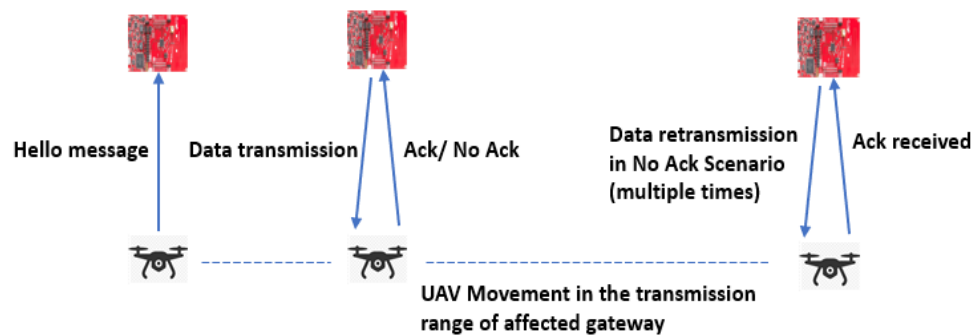 Hello message
Data transmission
Ack/ No Ack
Data retransmission
in No Ack Scenario
(multiple times)
Ack received
UAV Movement in the transmission
range of affected gateway